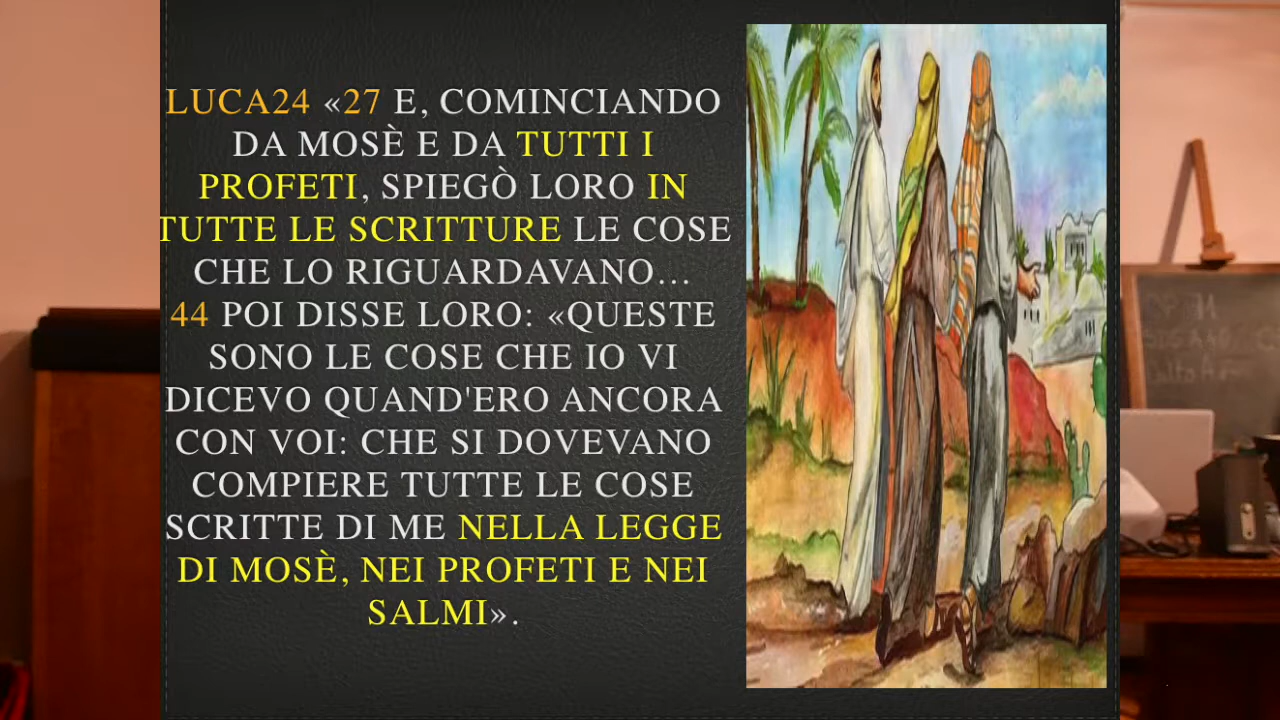 LUCA24 «27 E, COMINCIANDO
DA MOSÈ E DA TUTTI I
PROFETI, SPIEGÒ LORO IN
TUTTE LE SCRITTURE LE COSE
CHE LO RIGUARDAVANO...
44 POI DISSE LORO: «QUESTE
SONO LE COSE CHE IO VI
DICEVO QUAND'ERO ANCORA
CON VOI: CHE SI DOVEVANO
COMPIERE TUTTE LE COSE
SCRITTE DI ME NELLA LEGGE
DI MOSÈ, NEI PROFETI E NEI
SALMI».